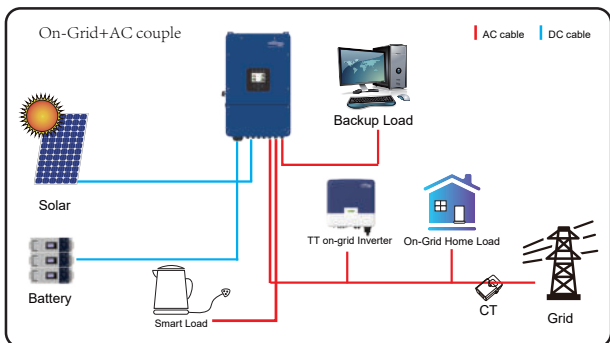 On-Grid+AC couple
AC cable
DC cable
Backup Load
Solar
TT on-grid Inverter
On-Grid Home Load
Battery
Smart Load
CT
Grid